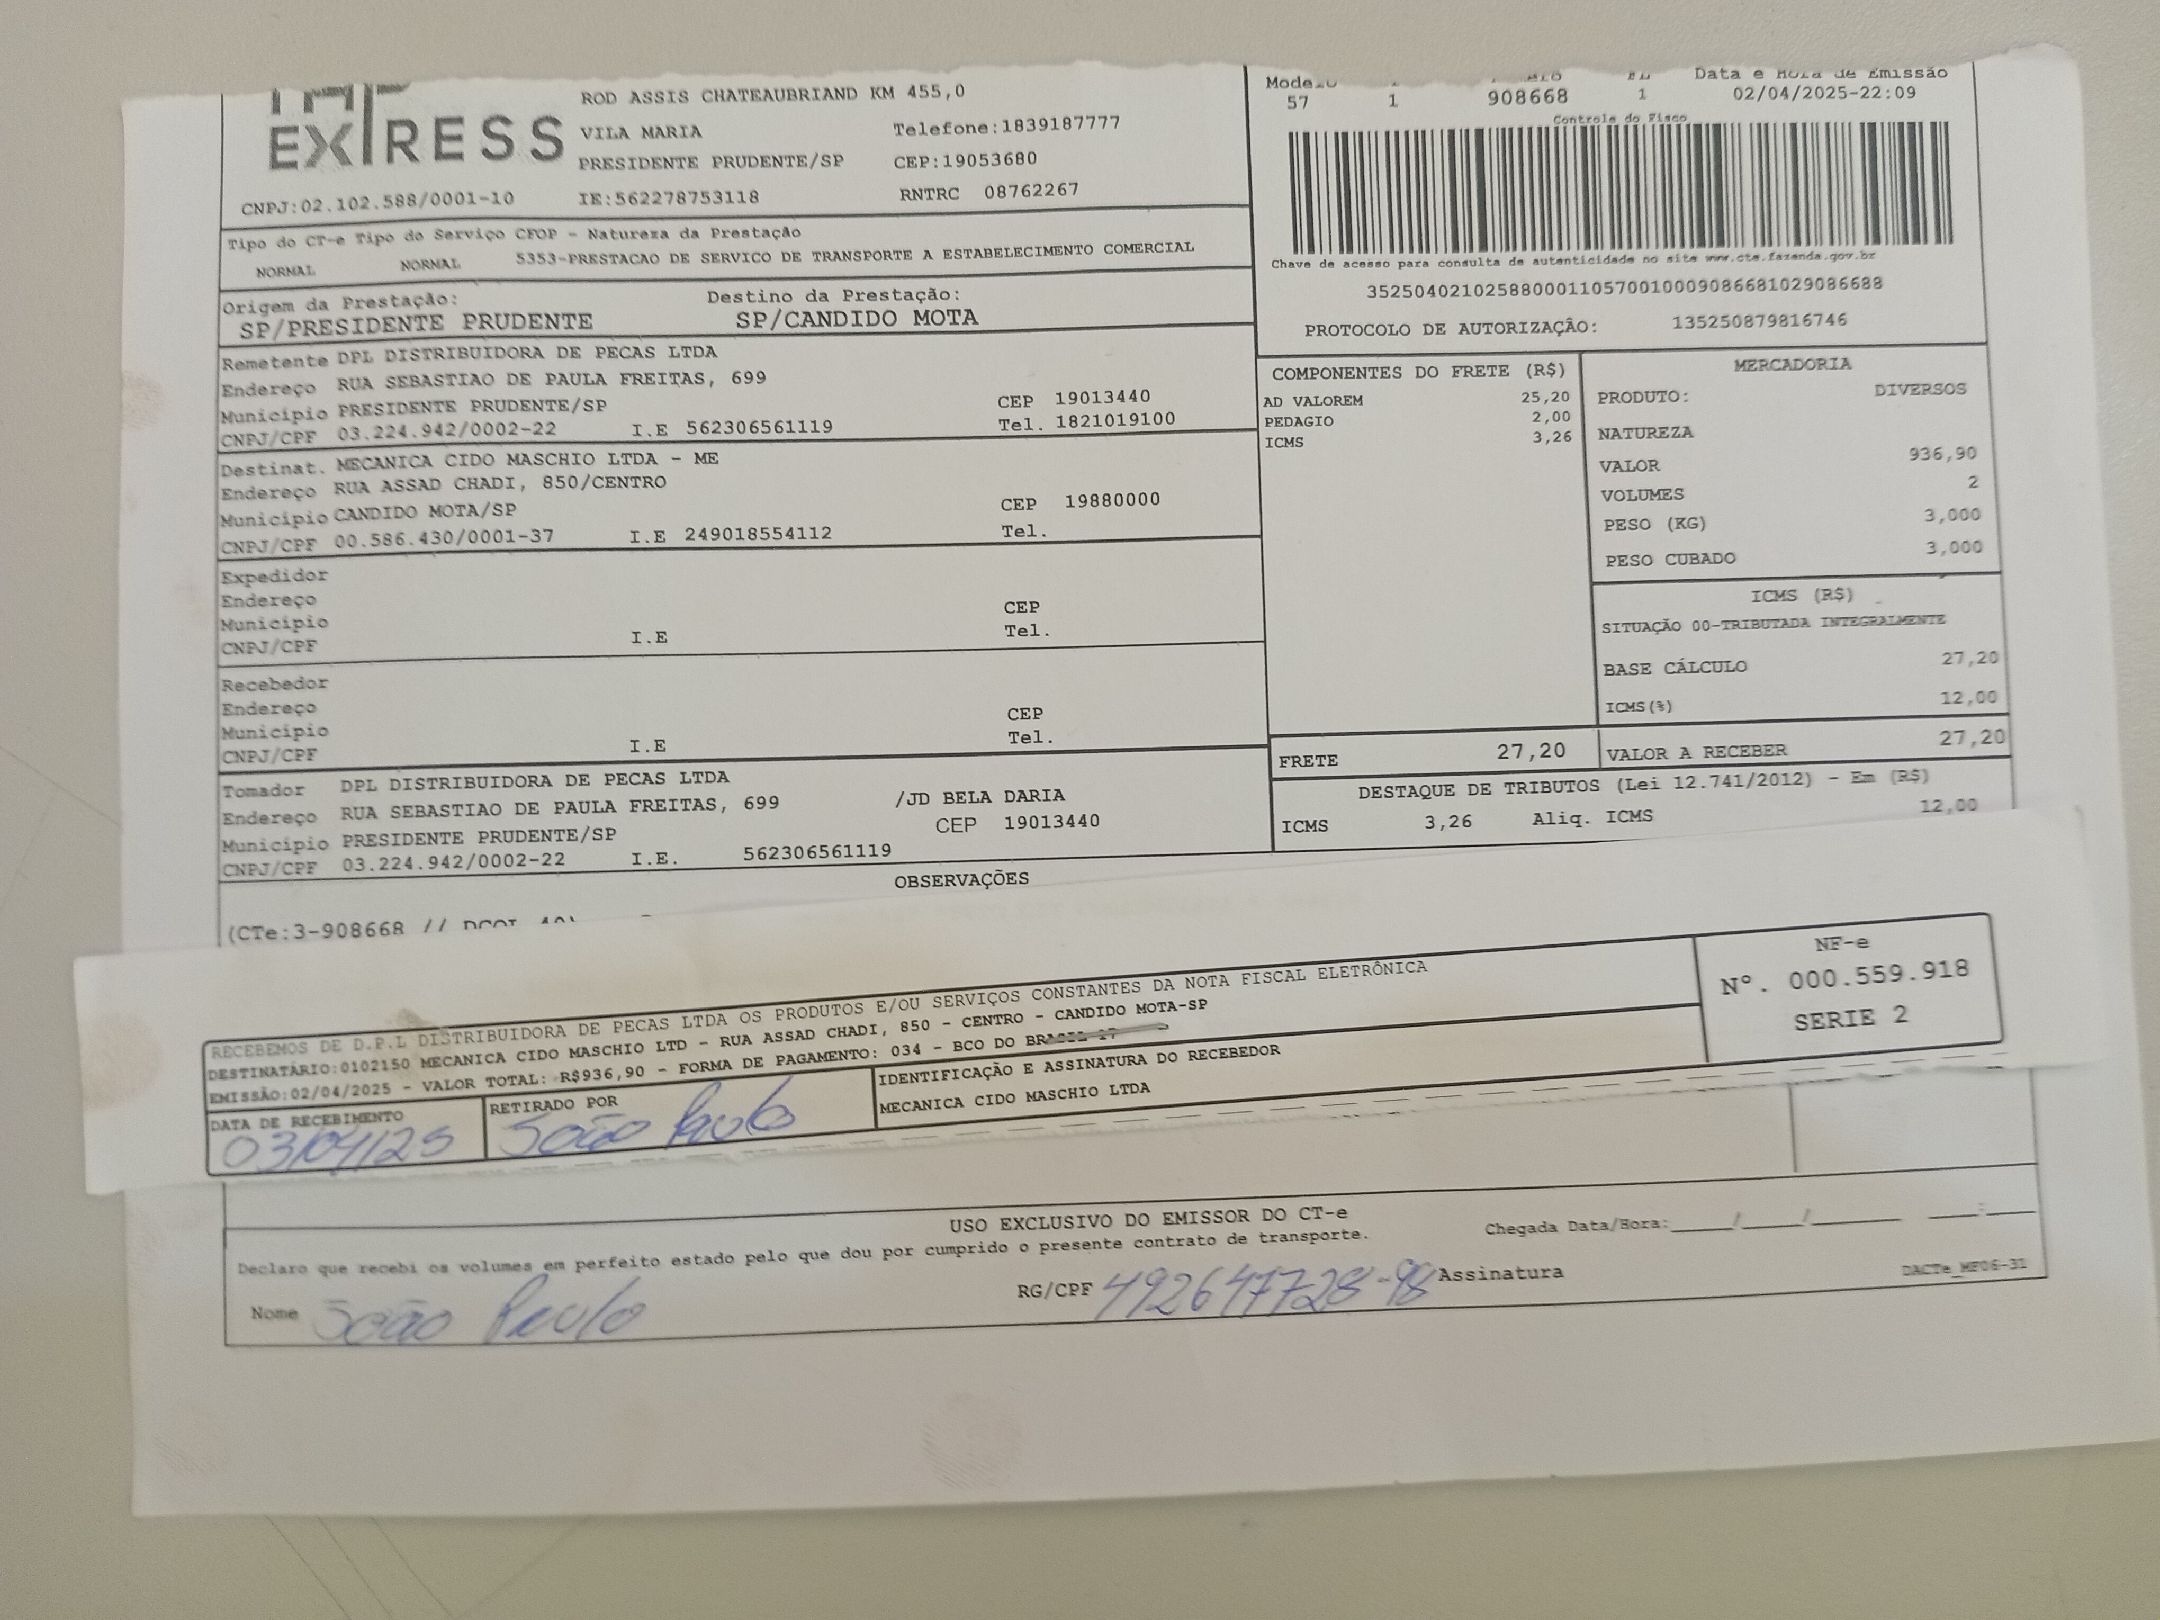 EXPRESS
ROD ASSIS CHATEAUBRIAND KM 455,0
VILA MARIA Telefone:1839187777
PRESIDENTE PRUDENTE/SP CEP:19053680
CNPJ:02.102.588/0001-10 IE:562278753118 RNTRC 08762267
Data e Hora de Emissão
57 1 908668 1 02/04/2025-22:09
Controle do Fisco
Chave de acesso para consulta de autenticidade no site www.cte.fazenda.gov.br
35250402102588000110570010009086681029086688
PROTOCOLO DE AUTORIZAÇÃO: 135250879816746
Tipo do CT-e Tipo do Serviço CFOP - Natureza da Prestação
NORMAL NORMAL 5353-PRESTACAO DE SERVICO DE TRANSPORTE A ESTABELECIMENTO COMERCIAL
Origem da Prestação: Destino da Prestação:
SP/PRESIDENTE PRUDENTE SP/CANDIDO MOTA
Remetente DPL DISTRIBUIDORA DE PECAS LTDA
Endereço RUA SEBASTIAO DE PAULA FREITAS, 699
Município PRESIDENTE PRUDENTE/SP CEP 19013440
CNPJ/CPF 03.224.942/0002-22 I.E 562306561119 Tel. 1821019100
Destinat. MECANICA CIDO MASCHIO LTDA - ME
Endereço RUA ASSAD CHADI, 850/CENTRO
Município CANDIDO MOTA/SP CEP 19880000
CNPJ/CPF 00.586.430/0001-37 I.E 249018554112 Tel.
Expedidor
Endereço
Município CEP
CNPJ/CPF I.E Tel.
Recebedor
Endereço
Município CEP
CNPJ/CPF I.E Tel.
Tomador DPL DISTRIBUIDORA DE PECAS LTDA
Endereço RUA SEBASTIAO DE PAULA FREITAS, 699 /JD BELA DARIA
Município PRESIDENTE PRUDENTE/SP CEP 19013440
CNPJ/CPF 03.224.942/0002-22 I.E. 562306561119
COMPONENTES DO FRETE (R$)
AD VALOREM 25,20
PEDAGIO 2,00
ICMS 3,26
MERCADORIA
PRODUTO: DIVERSOS
NATUREZA
VALOR 936,90
VOLUMES 2
PESO (KG) 3,000
PESO CUBADO 3,000
ICMS (R$)
SITUAÇÃO 00-TRIBUTADA INTEGRALMENTE
BASE CÁLCULO 27,20
ICMS(%) 12,00
FRETE 27,20 VALOR A RECEBER 27,20
DESTAQUE DE TRIBUTOS (Lei 12.741/2012) - Em (R$)
ICMS 3,26 Aliq. ICMS 12,00
OBSERVAÇÕES
(CTe:3-908668 //
RECEBEMOS DE D.P.L DISTRIBUIDORA DE PECAS LTDA OS PRODUTOS E/OU SERVIÇOS CONSTANTES DA NOTA FISCAL ELETRÔNICA
DESTINATÁRIO:0102150 MECANICA CIDO MASCHIO LTD - RUA ASSAD CHADI, 850 - CENTRO - CANDIDO MOTA-SP
EMISSÃO:02/04/2025 - VALOR TOTAL: R$936,90 - FORMA DE PAGAMENTO: 034 - BCO DO BRASIL
DATA DE RECEBIMENTO RETIRADO POR IDENTIFICAÇÃO E ASSINATURA DO RECEBEDOR
03/04/25 João Paulo MECANICA CIDO MASCHIO LTDA
NF-e
Nº. 000.559.918
SERIE 2
USO EXCLUSIVO DO EMISSOR DO CT-e
Declaro que recebi os volumes em perfeito estado pelo que dou por cumprido o presente contrato de transporte.
Chegada Data/Hora:____/____/______ ____:____
Nome João Paulo RG/CPF 492647728-98 Assinatura
DACTe_MF06-31